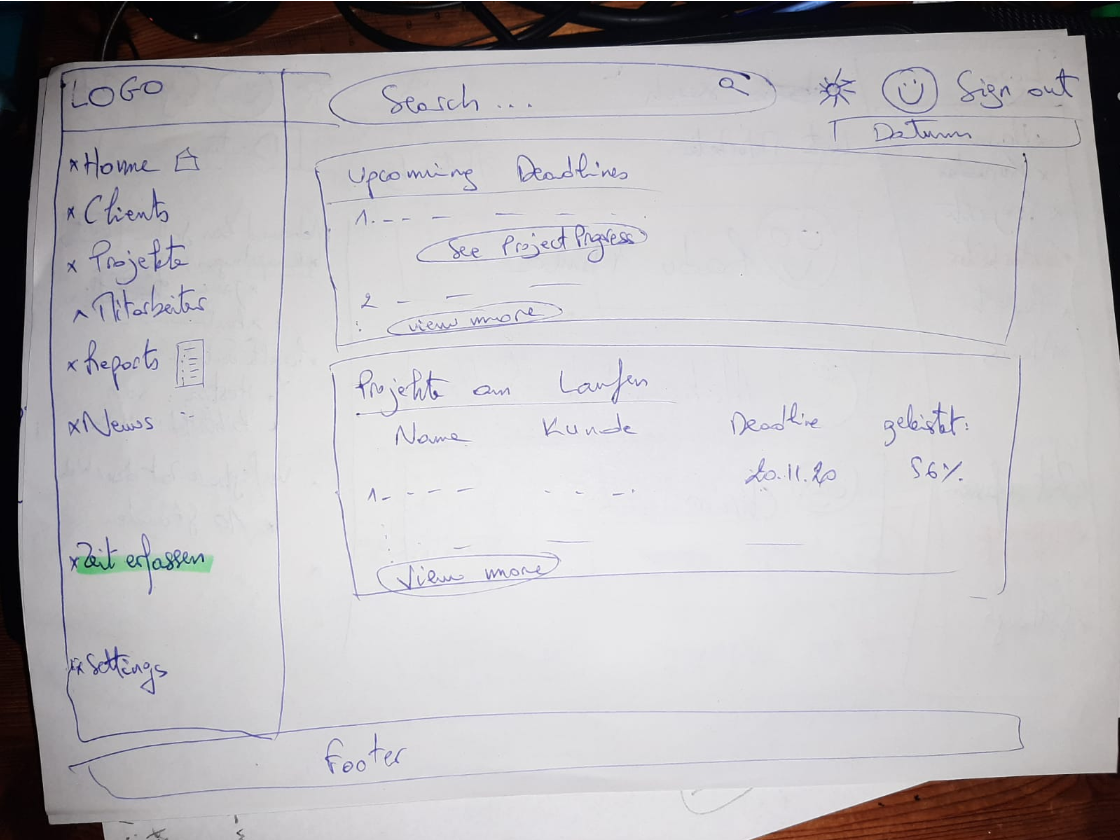 LOGO
Search ...
Sign out
Datum
Home
Clients
Projekte
Mitarbeiter
Reports
News
Zeit erfassen
Settings
Upcoming Deadlines
1.
See Project Progress
2
view more
Projekte am Laufen
Name Kunde Deadline geleistet:
20.11.20 56%
1
View more
Footer